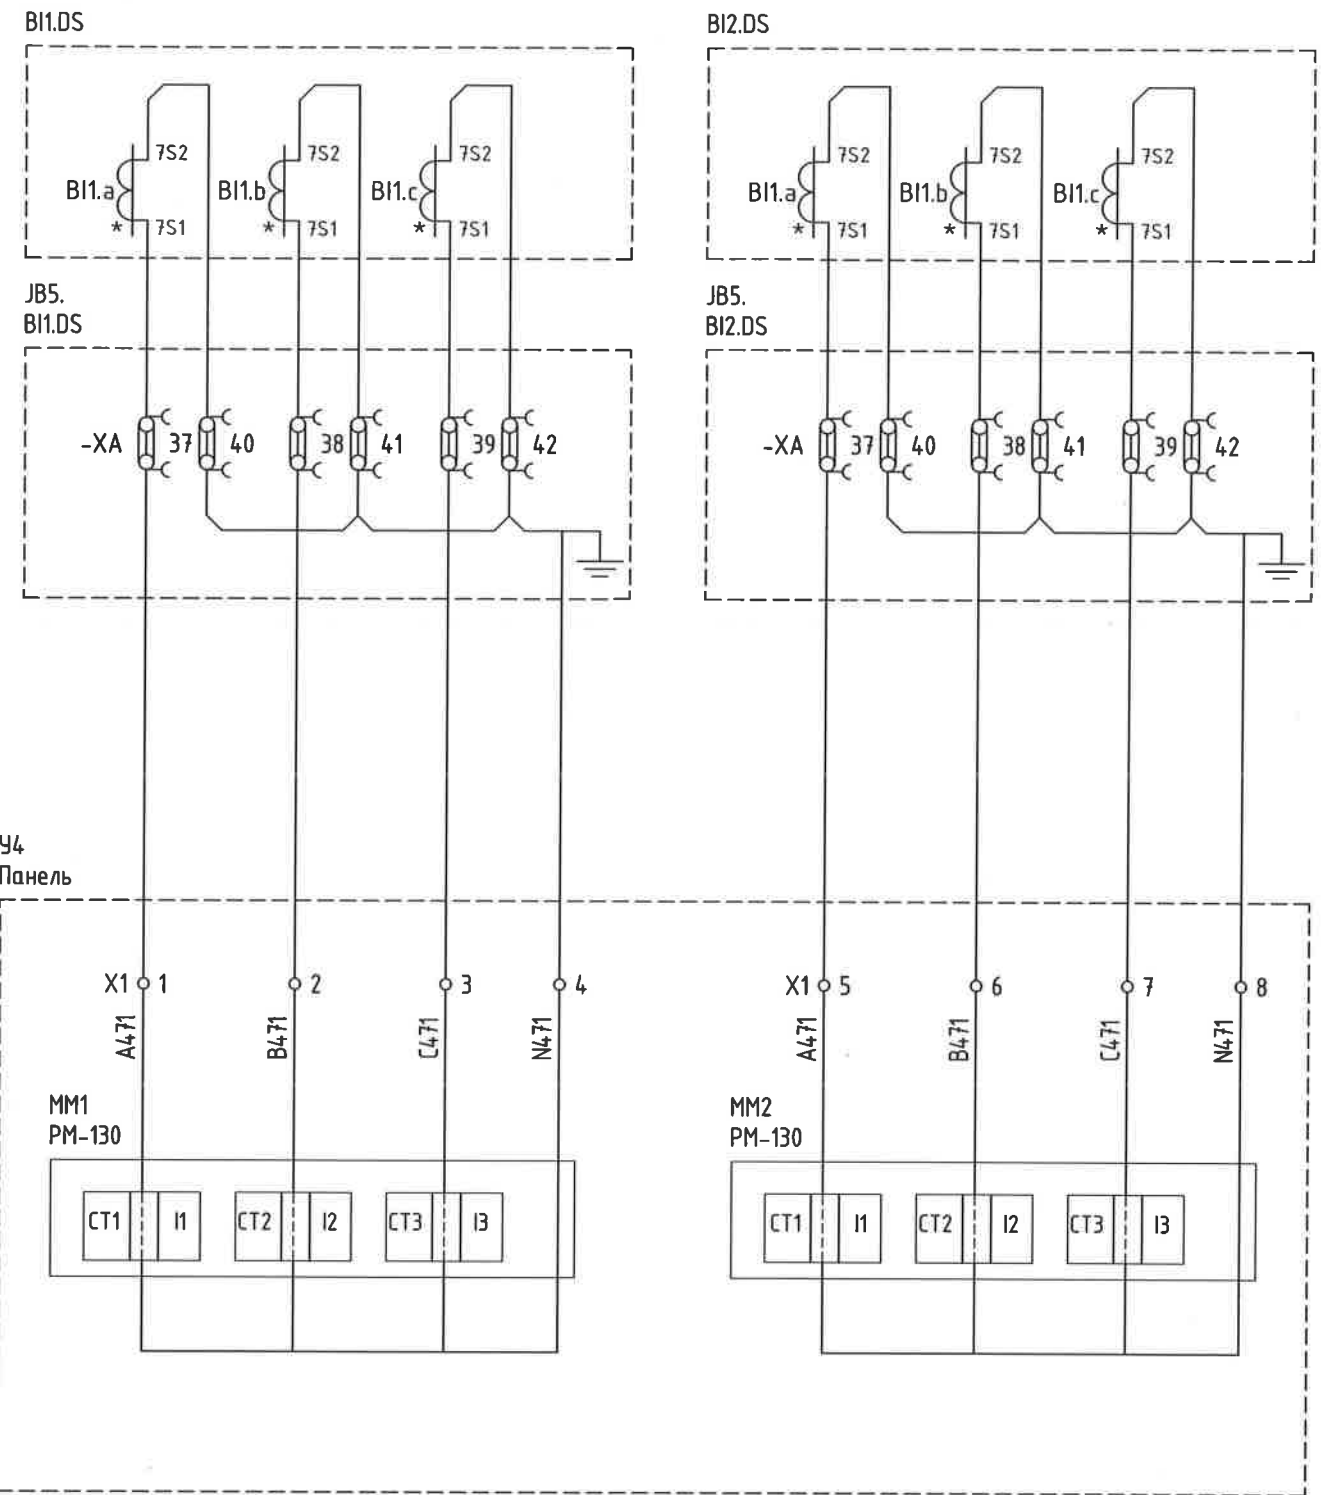 BI1.DS
7S2 7S2 7S2
BI1.a BI1.b BI1.c
* 7S1 * 7S1 * 7S1
JB5.
BI1.DS
-XA 37 40 38 41 39 42
BI2.DS
7S2 7S2 7S2
BI1.a BI1.b BI1.c
* 7S1 * 7S1 * 7S1
JB5.
BI2.DS
-XA 37 40 38 41 39 42
У4
Панель
X1 1 2 3 4
A471 B471 C471 N471
MM1
PM-130
CT1 I1 CT2 I2 CT3 I3
X1 5 6 7 8
A471 B471 C471 N471
MM2
PM-130
CT1 I1 CT2 I2 CT3 I3